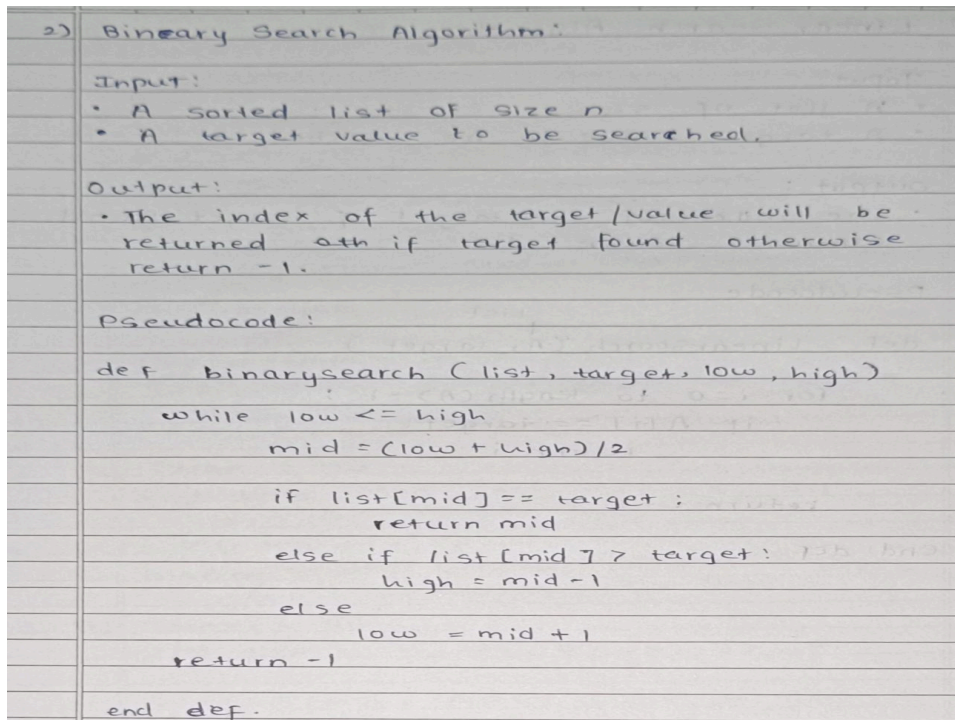 2) Bineary Search Algorithm:
Input:
• A sorted list of size n
• A target value to be searched.
Output:
• The index of the target/value will be
returned oth if target found otherwise
return -1.
Pseudocode:
def binarysearch (list, target, low, high)
while low <= high
mid = (low + high)/2
if list[mid] == target :
return mid
else if list [mid] > target:
high = mid-1
else
low = mid + 1
return -1
end def.